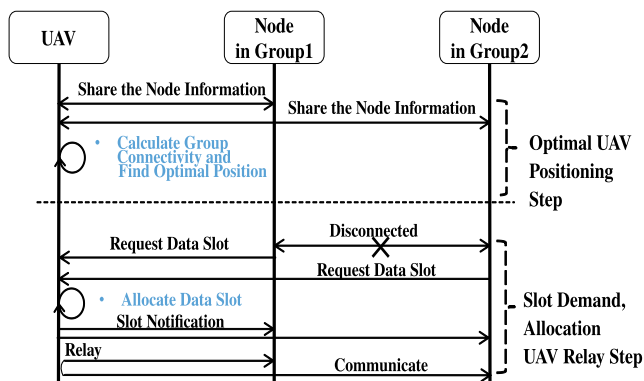 UAV
Node
in Group1
Node
in Group2
Share the Node Information
Share the Node Information
• Calculate Group
Connectivity and
Find Optimal Position
Optimal UAV
Positioning
Step
Disconnected
Request Data Slot
Request Data Slot
• Allocate Data Slot
Slot Notification
Slot Demand,
Allocation
UAV Relay Step
Relay
Communicate